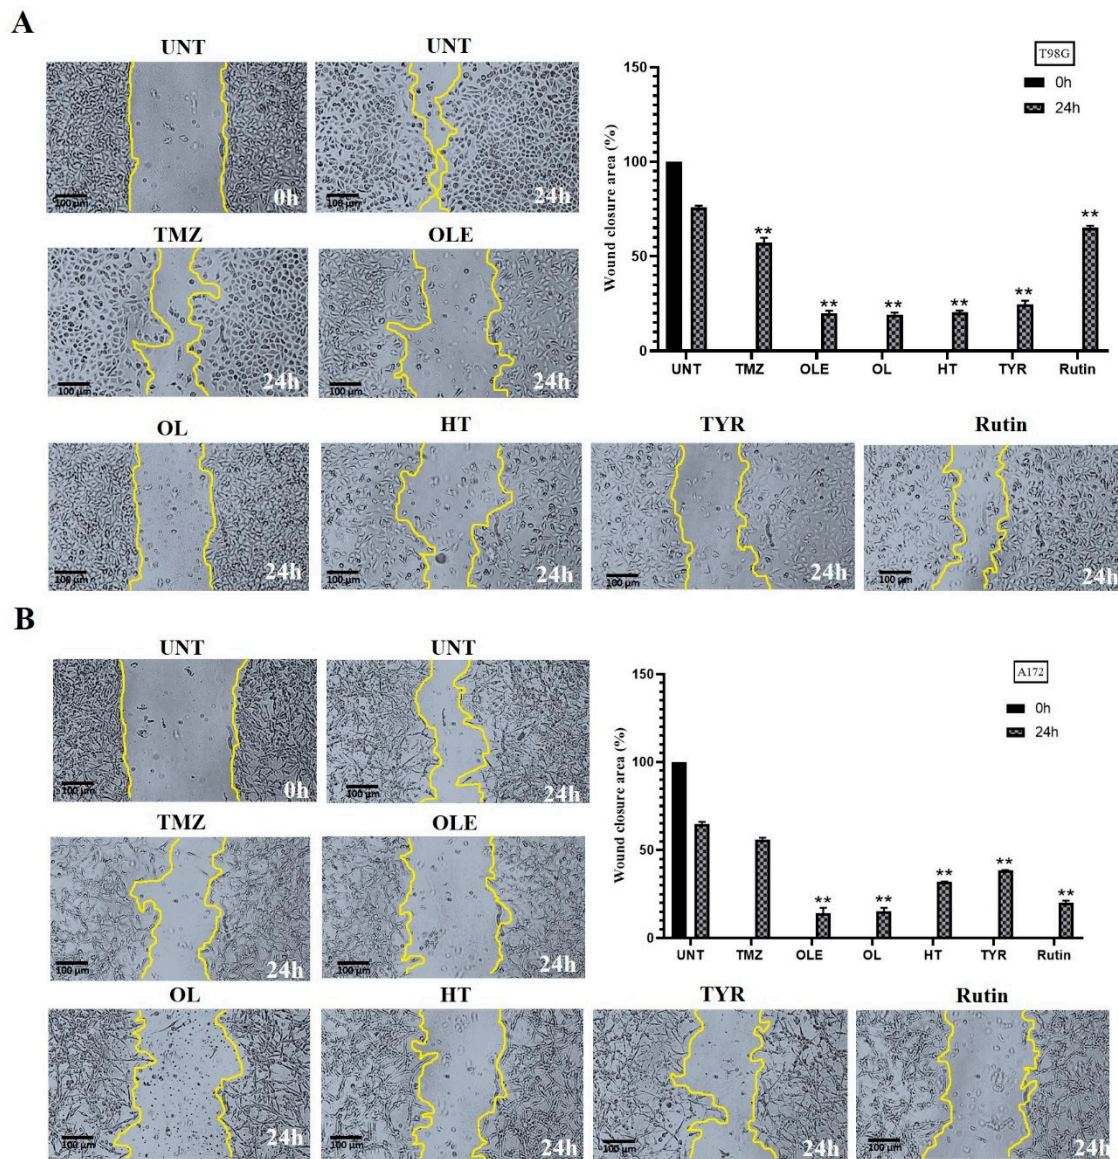 A
UNT
UNT
100 µm
0h
100 µm
24h
TMZ
OLE
100 µm
24h
100 µm
24h
Wound closure area (%)
150
100
50
0
T98G
0h
24h
**
**
**
**
**
**
UNT
TMZ
OLE
OL
HT
TYR
Rutin
OL
HT
TYR
Rutin
100 µm
24h
100 µm
24h
100 µm
24h
100 µm
24h
B
UNT
UNT
100 µm
0h
100 µm
24h
TMZ
OLE
100 µm
24h
100 µm
24h
Wound closure area (%)
150
100
50
0
A172
0h
24h
**
**
**
**
**
UNT
TMZ
OLE
OL
HT
TYR
Rutin
OL
HT
TYR
Rutin
100 µm
24h
100 µm
24h
100 µm
24h
100 µm
24h